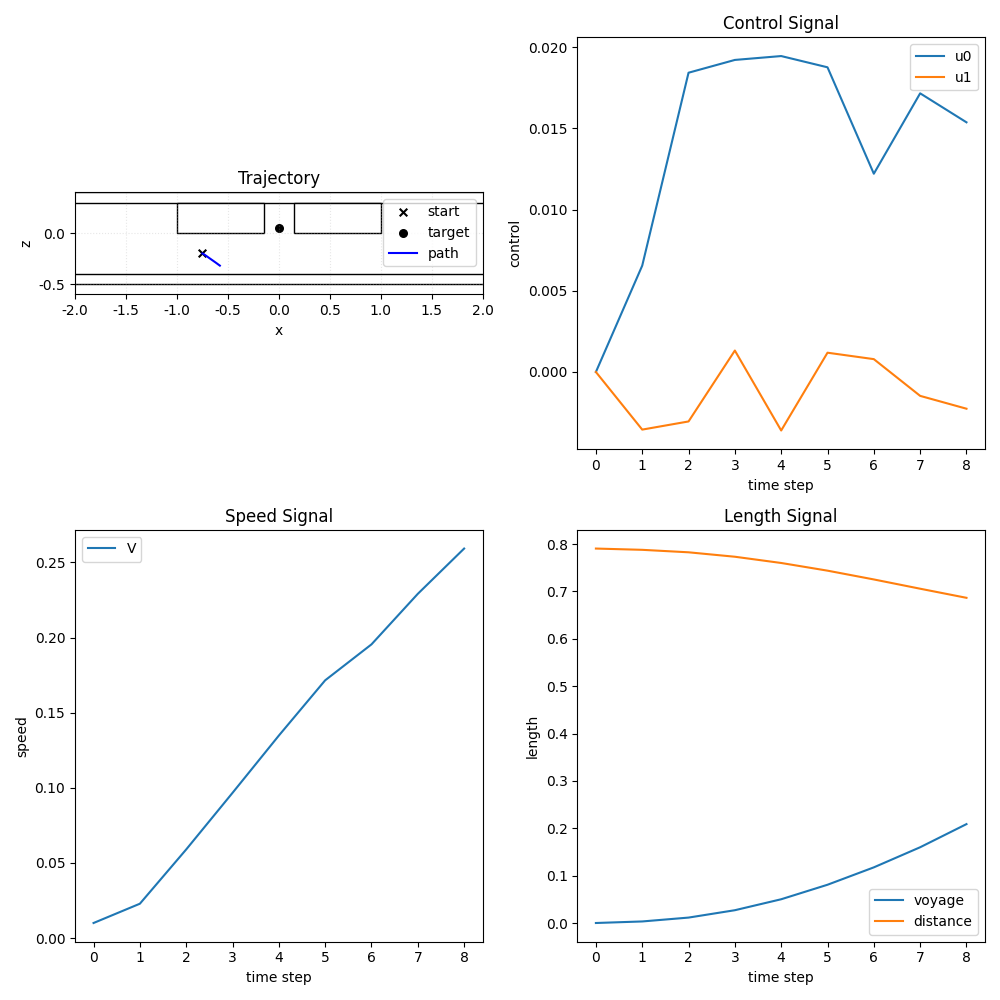 Trajectory
z
0.0
-0.5
start
target
path
-2.0 -1.5 -1.0 -0.5 0.0 0.5 1.0 1.5 2.0
x
Control Signal
control
0.020
0.015
0.010
0.005
0.000
u0
u1
0 1 2 3 4 5 6 7 8
time step
Speed Signal
speed
0.25
0.20
0.15
0.10
0.05
0.00
V
0 1 2 3 4 5 6 7 8
time step
Length Signal
length
0.8
0.7
0.6
0.5
0.4
0.3
0.2
0.1
0.0
voyage
distance
0 1 2 3 4 5 6 7 8
time step